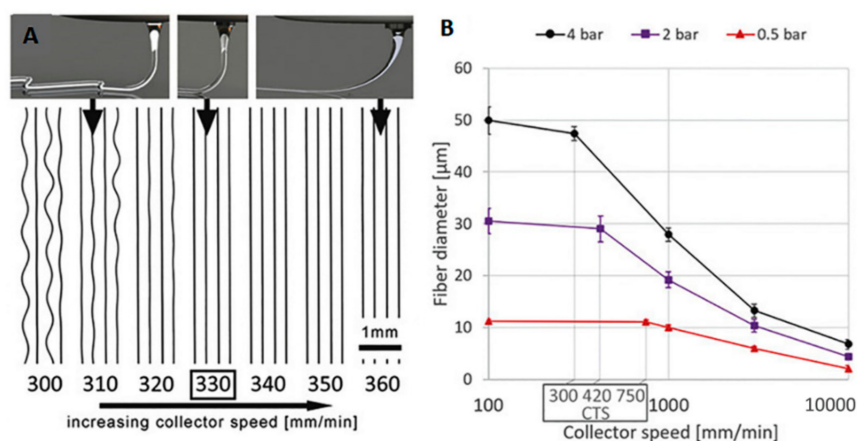 A
1mm
300 310 320 330 340 350 360
increasing collector speed [mm/min]
B
4 bar 2 bar 0.5 bar
Fiber diameter [µm]
60
50
40
30
20
10
0
300 420 750
CTS
100 1000 10000
Collector speed [mm/min]